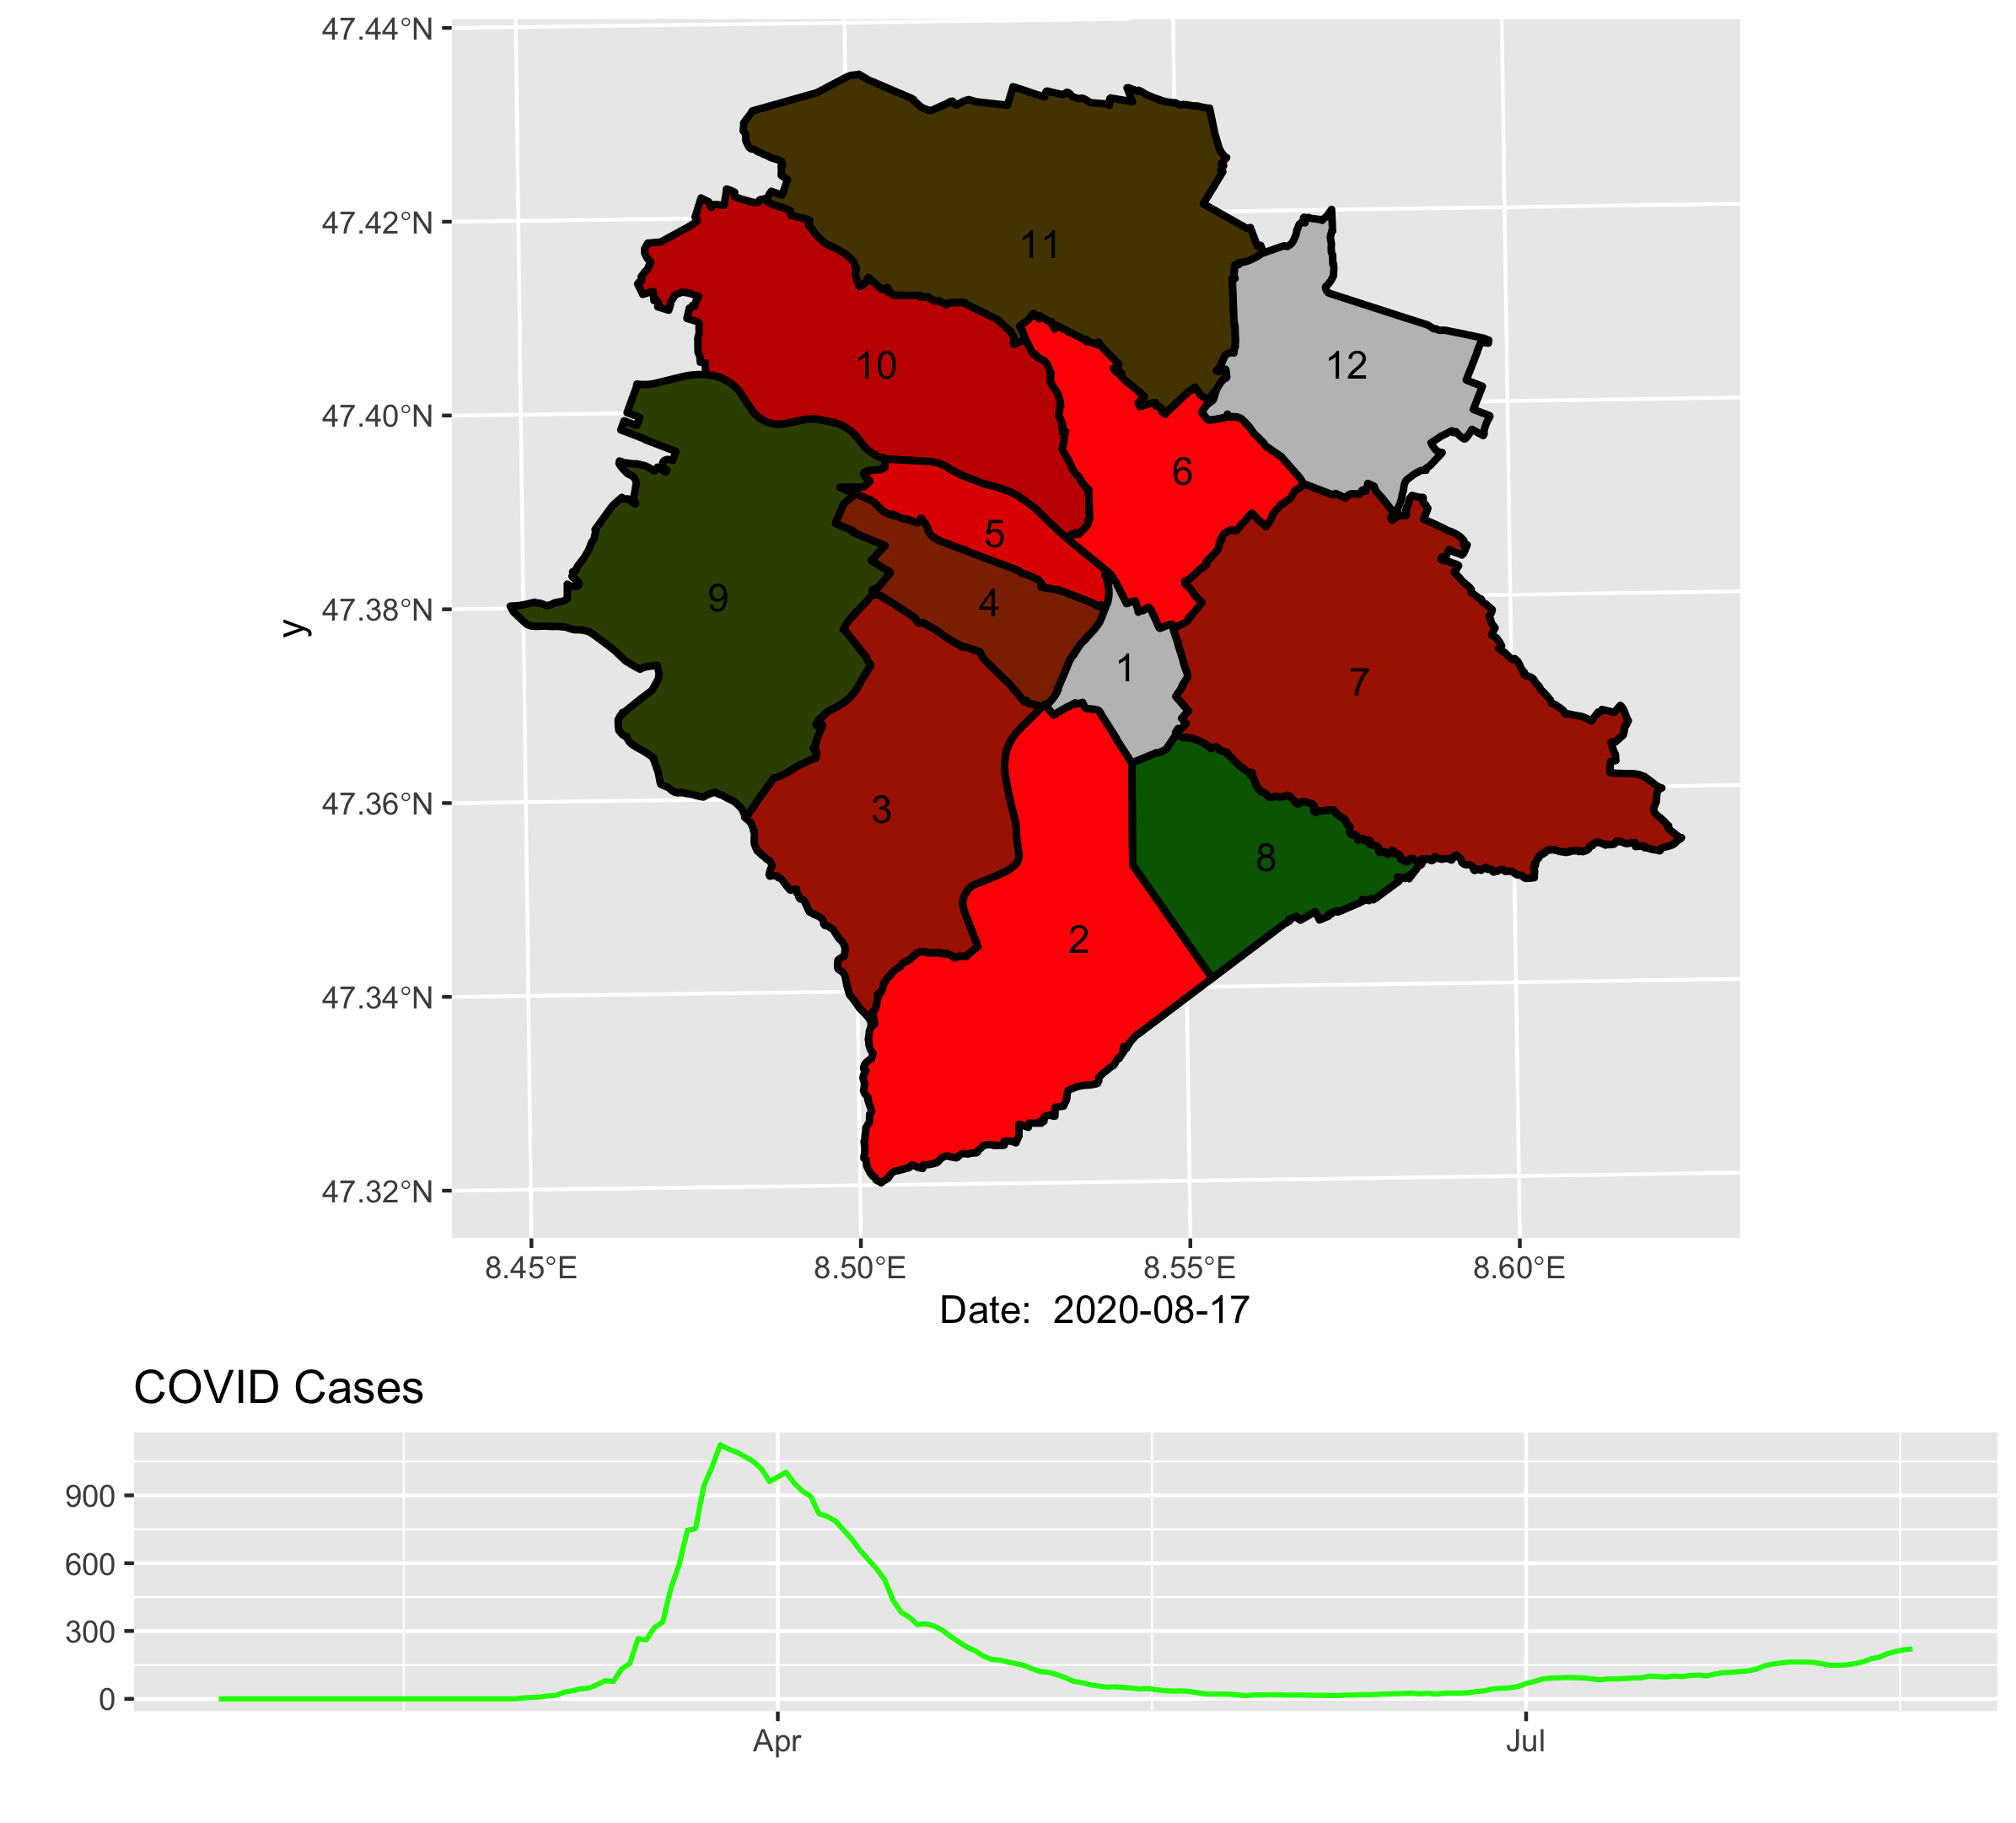 47.44°N
47.42°N
47.40°N
47.38°N
47.36°N
47.34°N
47.32°N
y
11
12
10
6
5
9
4
1
7
3
8
2
8.45°E 8.50°E 8.55°E 8.60°E
Date: 2020-08-17
COVID Cases
900
600
300
0
Apr Jul